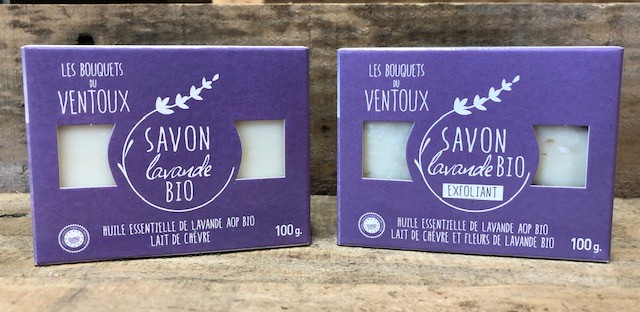 LES BOUQUETS
DU
VENTOUX
SAVON
lavande
BIO
HUILE ESSENTIELLE DE LAVANDE AOP BIO
LAIT DE CHÈVRE
100 g.
LES BOUQUETS
DU
VENTOUX
SAVON
lavande BIO
EXFOLIANT
HUILE ESSENTIELLE DE LAVANDE AOP BIO
LAIT DE CHÈVRE ET FLEURS DE LAVANDE BIO
100 g.